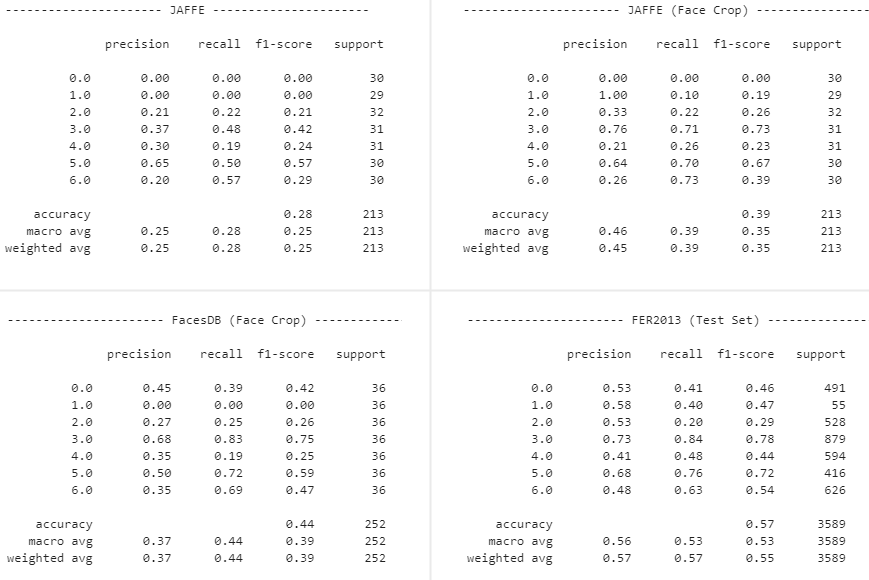 ---------------------- JAFFE ----------------------
precision recall f1-score support
0.0 0.00 0.00 0.00 30
1.0 0.00 0.00 0.00 29
2.0 0.21 0.22 0.21 32
3.0 0.37 0.48 0.42 31
4.0 0.30 0.19 0.24 31
5.0 0.65 0.50 0.57 30
6.0 0.20 0.57 0.29 30
accuracy 0.28 213
macro avg 0.25 0.28 0.25 213
weighted avg 0.25 0.28 0.25 213
---------------------- JAFFE (Face Crop) ----------------
precision recall f1-score support
0.0 0.00 0.00 0.00 30
1.0 1.00 0.10 0.19 29
2.0 0.33 0.22 0.26 32
3.0 0.76 0.71 0.73 31
4.0 0.21 0.26 0.23 31
5.0 0.64 0.70 0.67 30
6.0 0.26 0.73 0.39 30
accuracy 0.39 213
macro avg 0.46 0.39 0.35 213
weighted avg 0.45 0.39 0.35 213
---------------------- FacesDB (Face Crop) ------------
precision recall f1-score support
0.0 0.45 0.39 0.42 36
1.0 0.00 0.00 0.00 36
2.0 0.27 0.25 0.26 36
3.0 0.68 0.83 0.75 36
4.0 0.35 0.19 0.25 36
5.0 0.50 0.72 0.59 36
6.0 0.35 0.69 0.47 36
accuracy 0.44 252
macro avg 0.37 0.44 0.39 252
weighted avg 0.37 0.44 0.39 252
---------------------- FER2013 (Test Set) --------------
precision recall f1-score support
0.0 0.53 0.41 0.46 491
1.0 0.58 0.40 0.47 55
2.0 0.53 0.20 0.29 528
3.0 0.73 0.84 0.78 879
4.0 0.41 0.48 0.44 594
5.0 0.68 0.76 0.72 416
6.0 0.48 0.63 0.54 626
accuracy 0.57 3589
macro avg 0.56 0.53 0.53 3589
weighted avg 0.57 0.57 0.55 3589